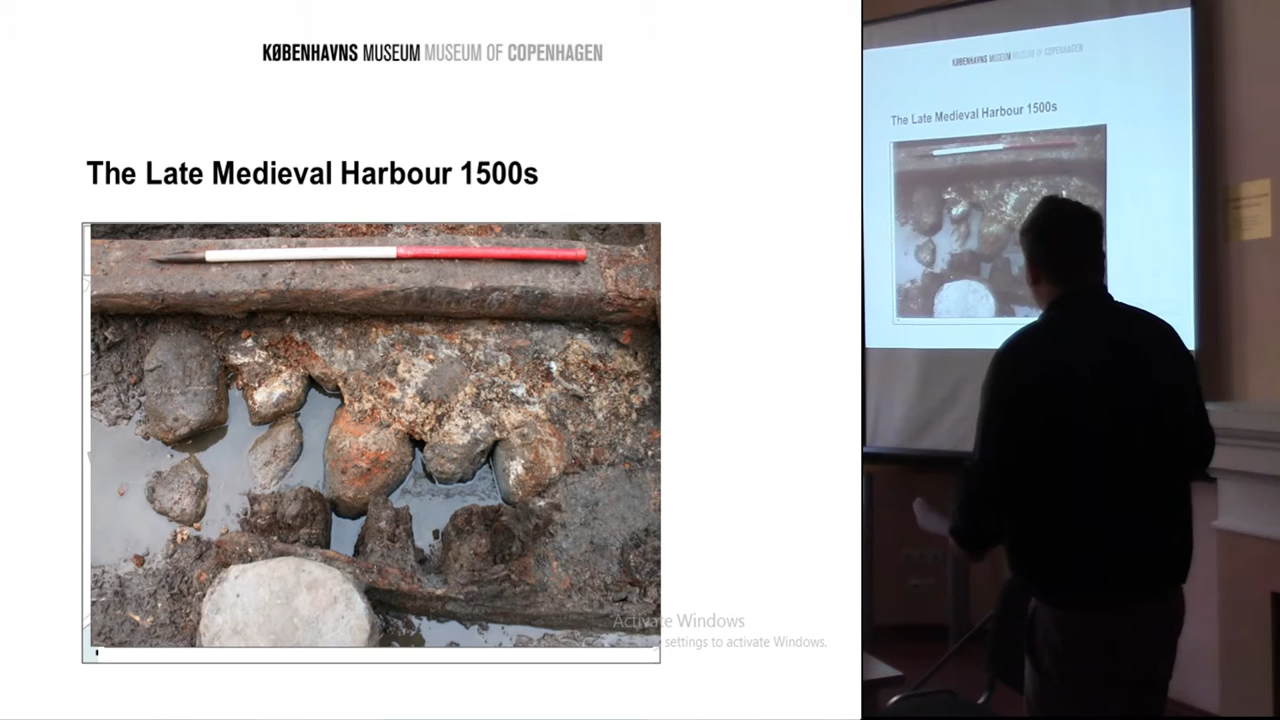 KØBENHAVNS MUSEUM MUSEUM OF COPENHAGEN
The Late Medieval Harbour 1500s
Activate Windows
settings to activate Windows.
KØBENHAVNS MUSEUM MUSEUM OF COPENHAGEN
The Late Medieval Harbour 1500s